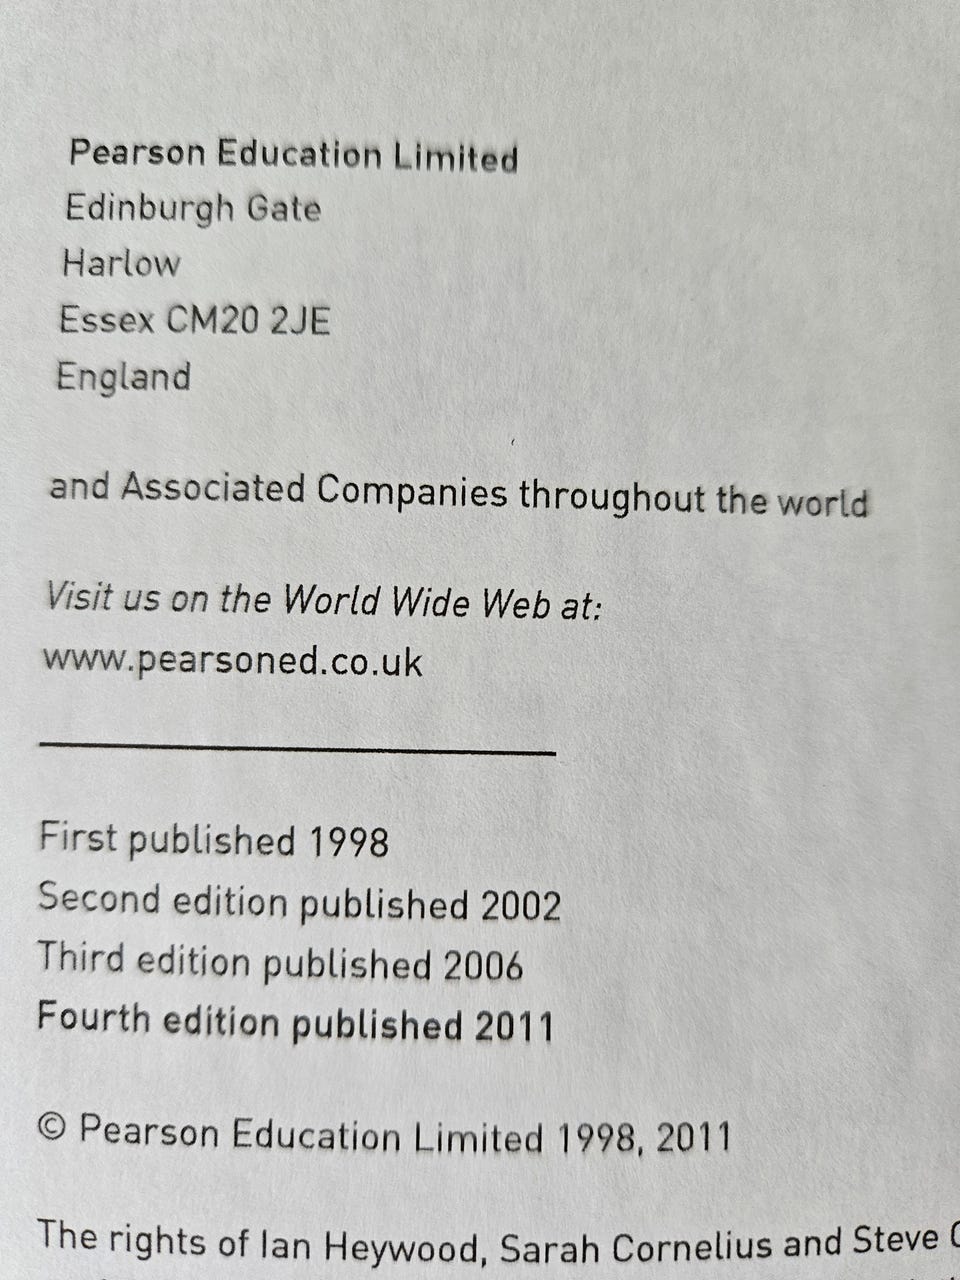 Pearson Education Limited
Edinburgh Gate
Harlow
Essex CM20 2JE
England
and Associated Companies throughout the world
Visit us on the World Wide Web at:
www.pearsoned.co.uk
First published 1998
Second edition published 2002
Third edition published 2006
Fourth edition published 2011
© Pearson Education Limited 1998, 2011
The rights of Ian Heywood, Sarah Cornelius and Steve